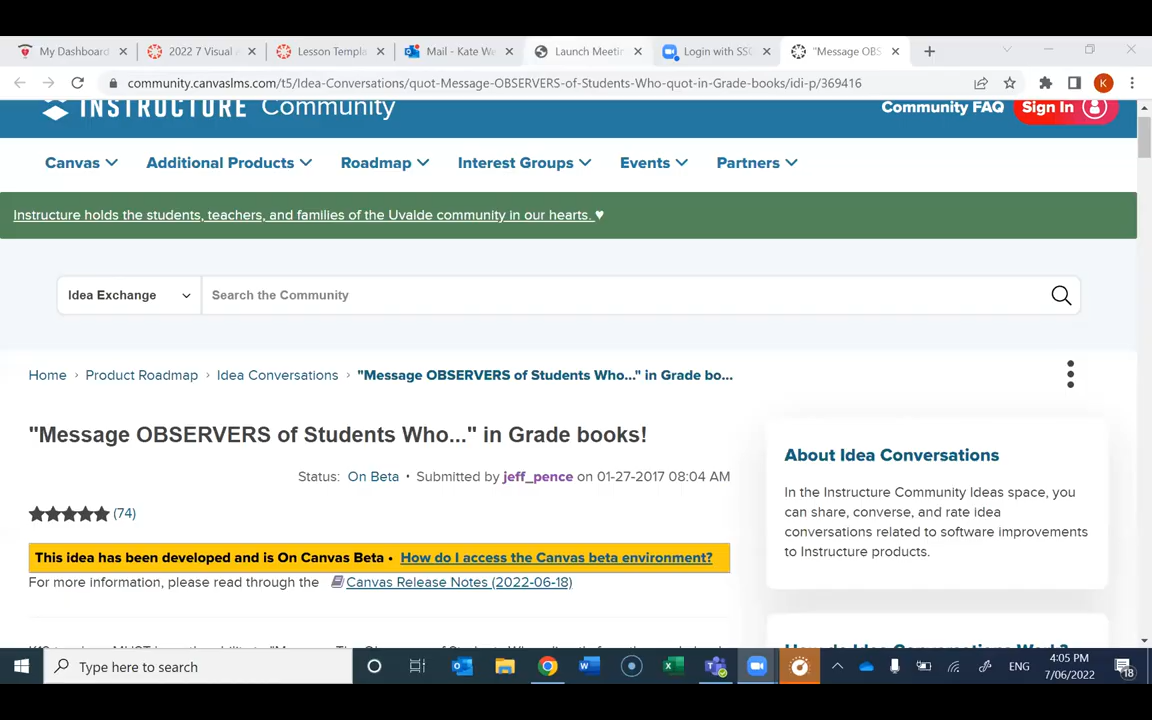 My Dashboard
2022 7 Visual
Lesson Templa
Mail - Kate We
Launch Meetin
Login with SSO
"Message OBS
community.canvaslms.com/t5/Idea-Conversations/quot-Message-OBSERVERS-of-Students-Who-quot-in-Grade-books/idi-p/369416
K
INSTRUCTURE Community
Community FAQ
Sign In
Canvas
Additional Products
Roadmap
Interest Groups
Events
Partners
Instructure holds the students, teachers, and families of the Uvalde community in our hearts. ♥
Idea Exchange
Search the Community
Home › Product Roadmap › Idea Conversations › "Message OBSERVERS of Students Who..." in Grade bo...
"Message OBSERVERS of Students Who..." in Grade books!
Status: On Beta • Submitted by jeff_pence on 01-27-2017 08:04 AM
(74)
This idea has been developed and is On Canvas Beta • How do I access the Canvas beta environment?
For more information, please read through the Canvas Release Notes (2022-06-18)
About Idea Conversations
In the Instructure Community Ideas space, you
can share, converse, and rate idea
conversations related to software improvements
to Instructure products.
Type here to search
ENG
4:05 PM
7/06/2022
18